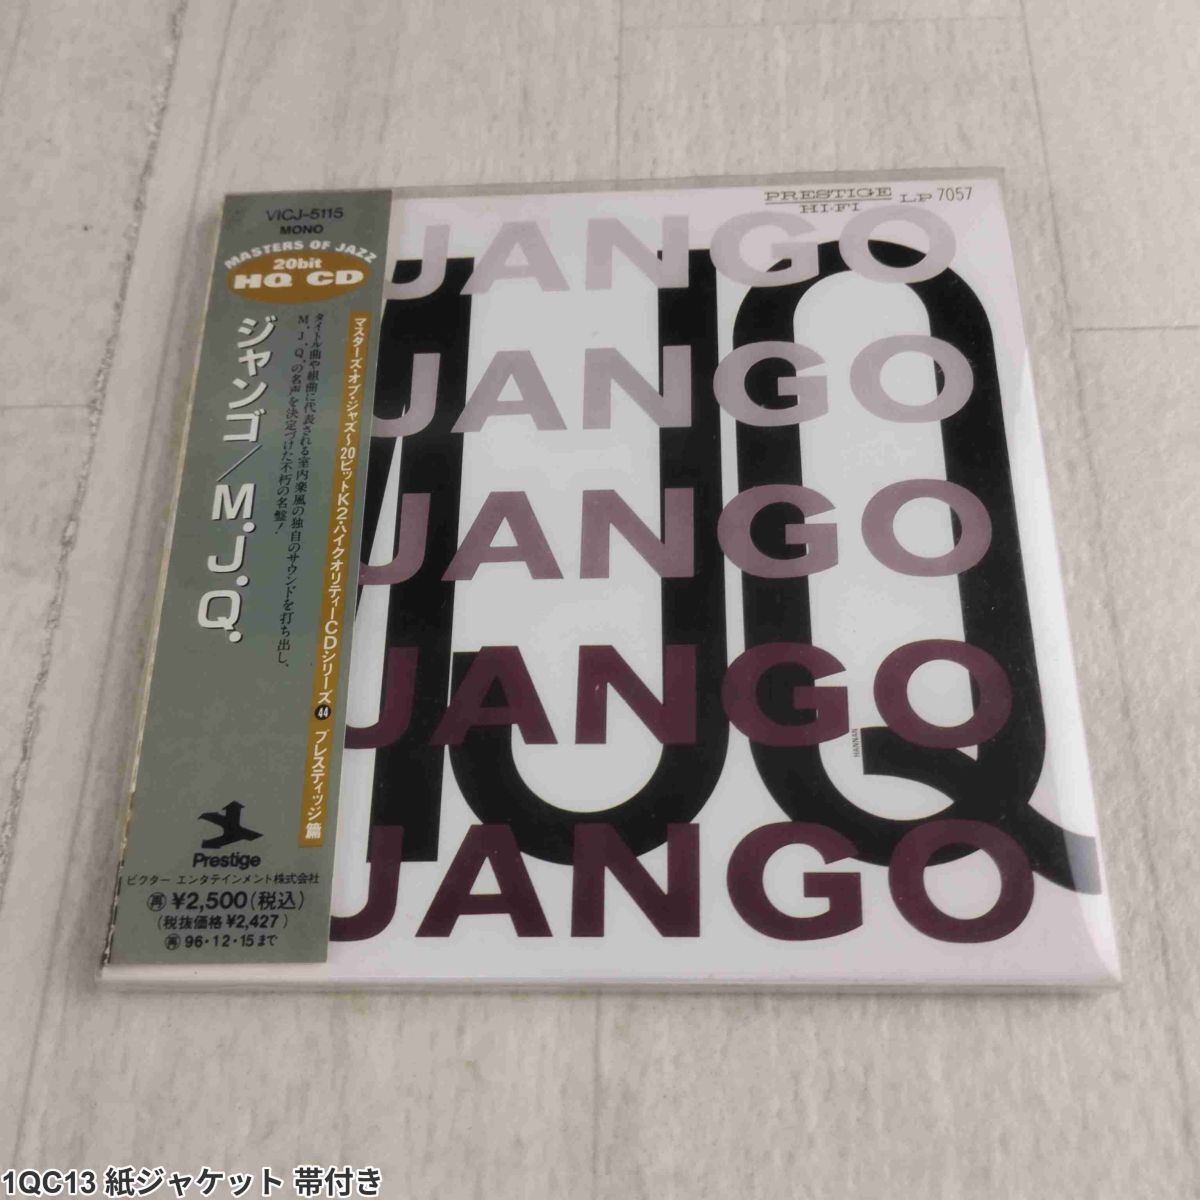 VICJ-5115
MONO
MASTERS OF JAZZ
20bit
HQ CD
マスターズ・オブ・ジャズ〜20ビットK2・ハイクオリティーCDシリーズ44 プレスティッジ篇
タイトル曲や組曲に代表される室内楽風の独自のサウンドを打ち出し、
M.J.Q.の名声を決定づけた不朽の名盤!
ジャンゴ/M.J.Q.
Prestige
ビクター エンタテインメント株式会社
再 ¥2,500(税込)
(税抜価格 ¥2,427)
再 96・12・15まで
PRESTIGE LP 7057
HI-FI
JANGO
JANGO
JANGO
JANGO
JANGO
MJQ
HANNAN
1QC13 紙ジャケット 帯付き